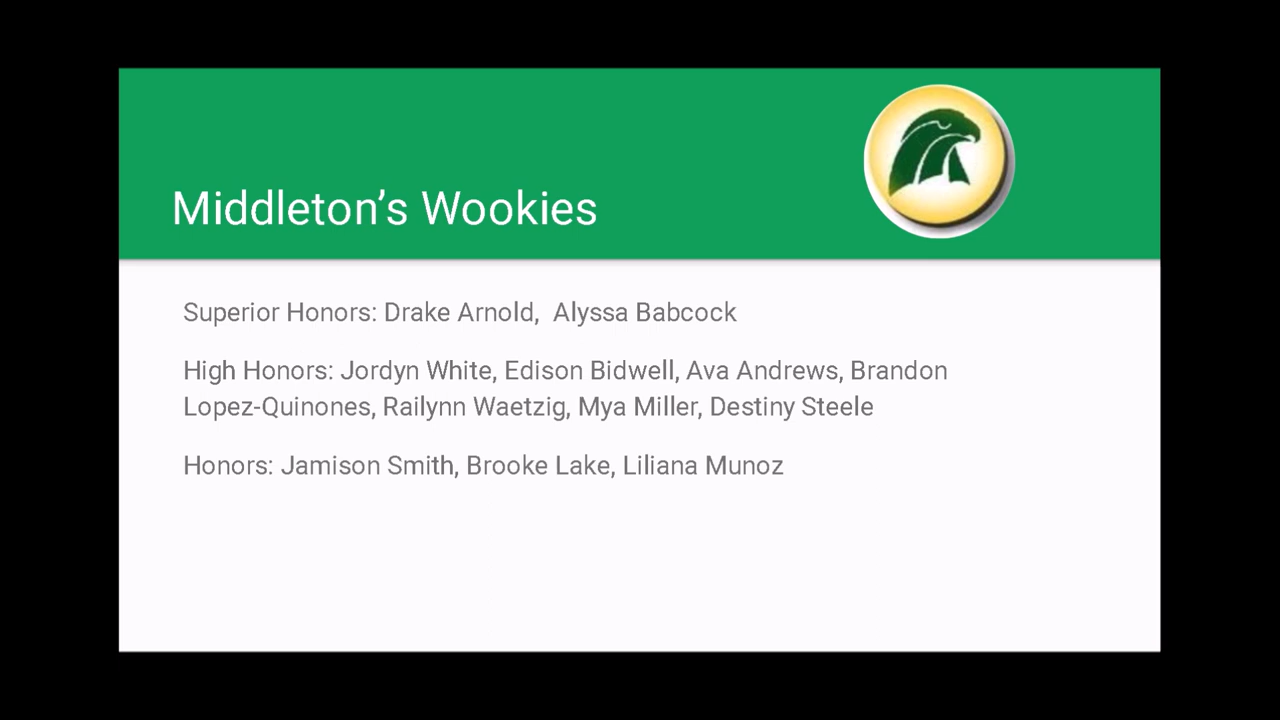 Middleton’s Wookies
Superior Honors: Drake Arnold,  Alyssa Babcock
High Honors: Jordyn White, Edison Bidwell, Ava Andrews, Brandon
Lopez-Quinones, Railynn Waetzig, Mya Miller, Destiny Steele
Honors: Jamison Smith, Brooke Lake, Liliana Munoz